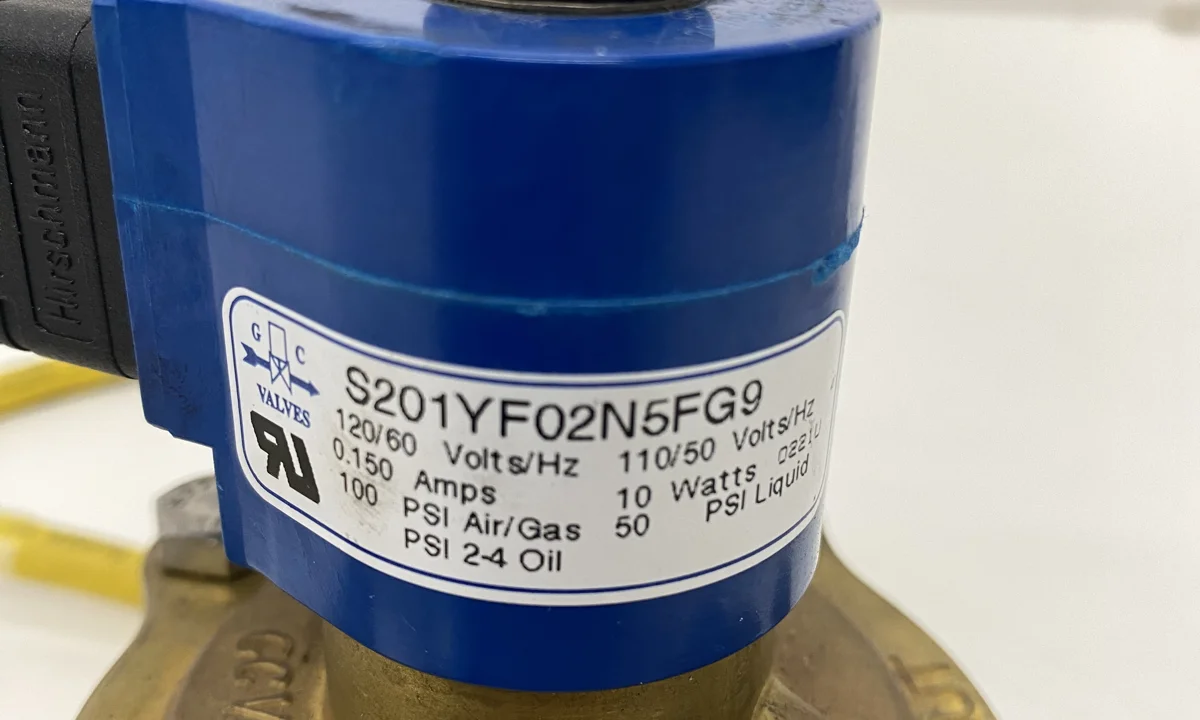 Hirschmann
G C
VALVES
S201YF02N5FG9
120/60 Volts/Hz 110/50 Volts/Hz
0.150 Amps 10 Watts 0221U
100 PSI Air/Gas 50 PSI Liquid
PSI 2-4 Oil
GCV